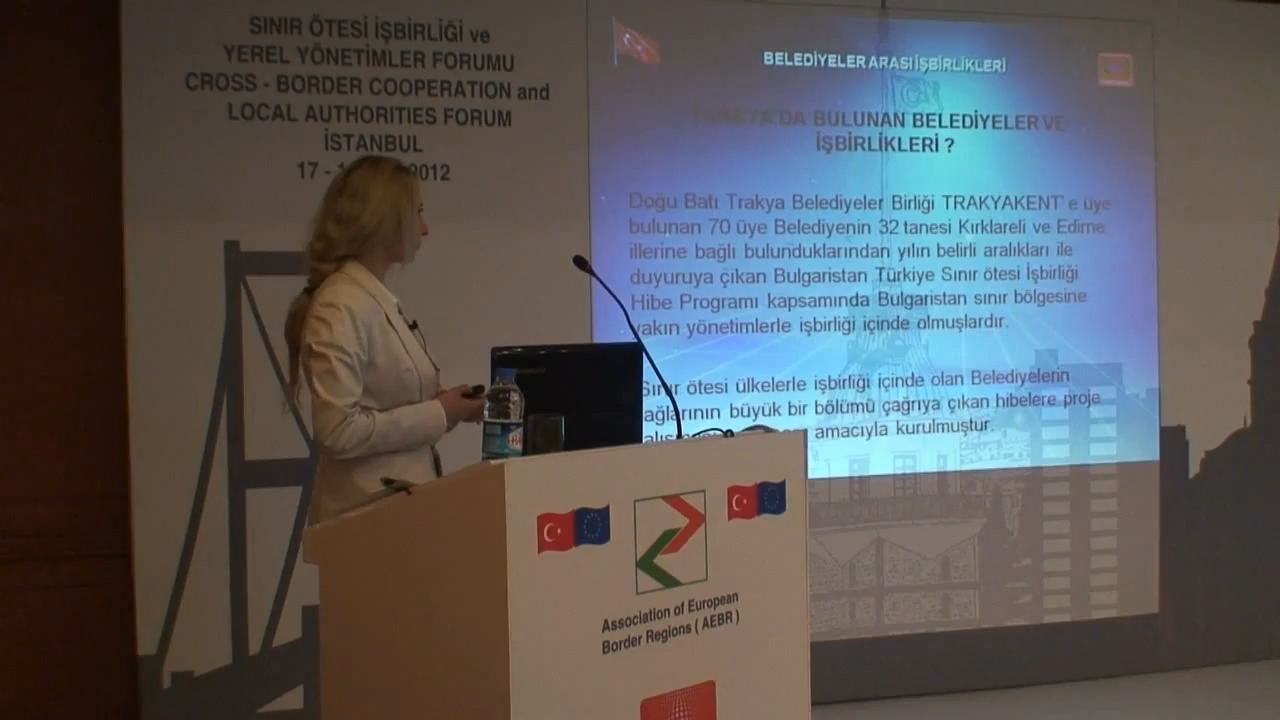 SINIR ÖTESİ İŞBİRLİĞİ ve
YEREL YÖNETİMLER FORUMU
CROSS - BORDER COOPERATION and
LOCAL AUTHORITIES FORUM
İSTANBUL
17 - 2012
BELEDİYELER ARASI İŞBİRLİKLERİ
BULUNAN BELEDİYELER VE
İŞBİRLİKLERİ ?
Doğu Batı Trakya Belediyeler Birliği TRAKYAKENT' e üye
bulunan 70 üye Belediyenin 32 tanesi Kırklareli ve Edirne
illerine bağlı bulunduklarından yılın belirli aralıkları ile
duyuruya çıkan Bulgaristan Türkiye Sınır ötesi İşbirliği
Hibe Programı kapsamında Bulgaristan sınır bölgesine
yakın yönetimlerle işbirliği içinde olmuşlardır.
Sınır ötesi ülkelerle işbirliği içinde olan Belediyelerin
bağlarının büyük bir bölümü çağrıya çıkan hibelere proje
amacıyla kurulmuştur.
Association of European
Border Regions ( AEBR )